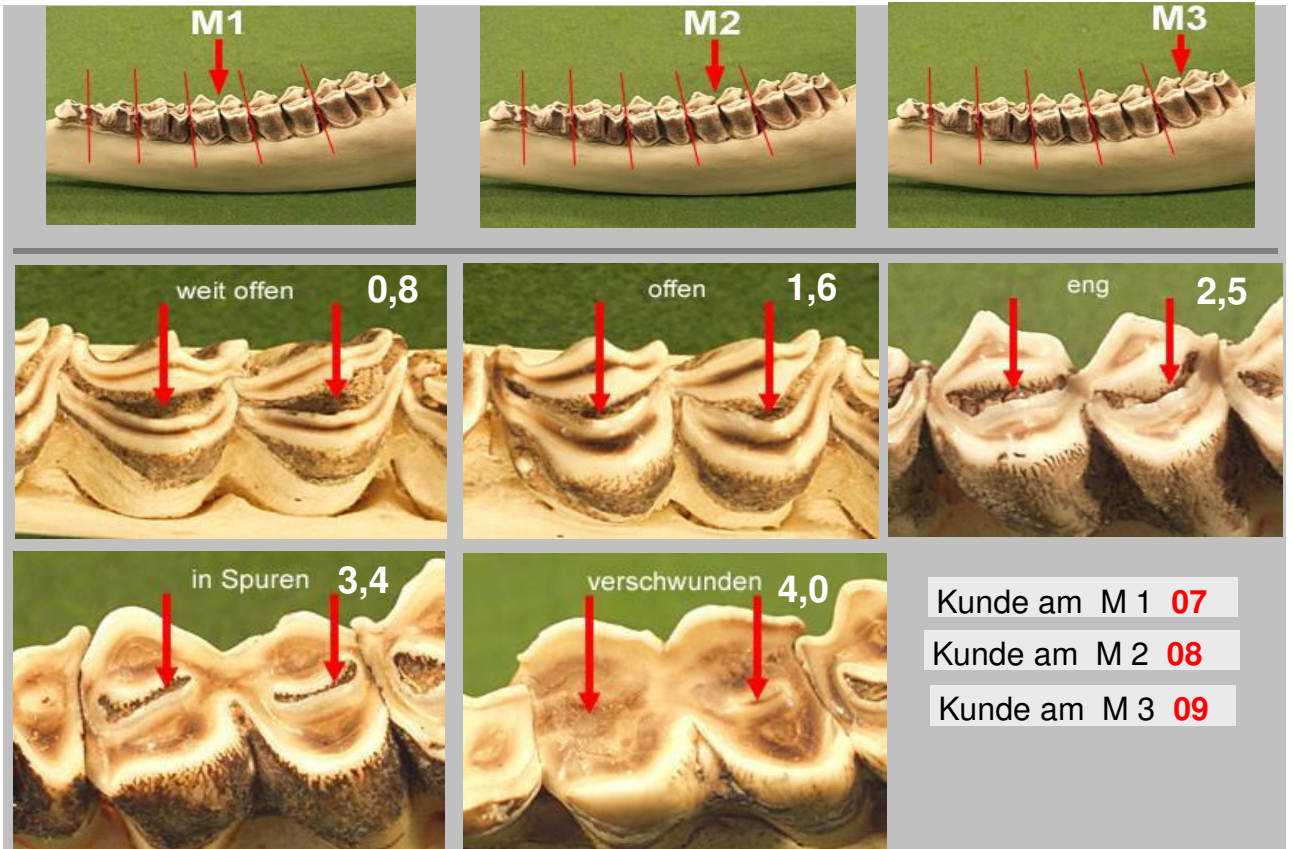 M1
M2
M3
weit offen 0,8
offen 1,6
eng 2,5
in Spuren 3,4
verschwunden 4,0
Kunde am M 1 07
Kunde am M 2 08
Kunde am M 3 09